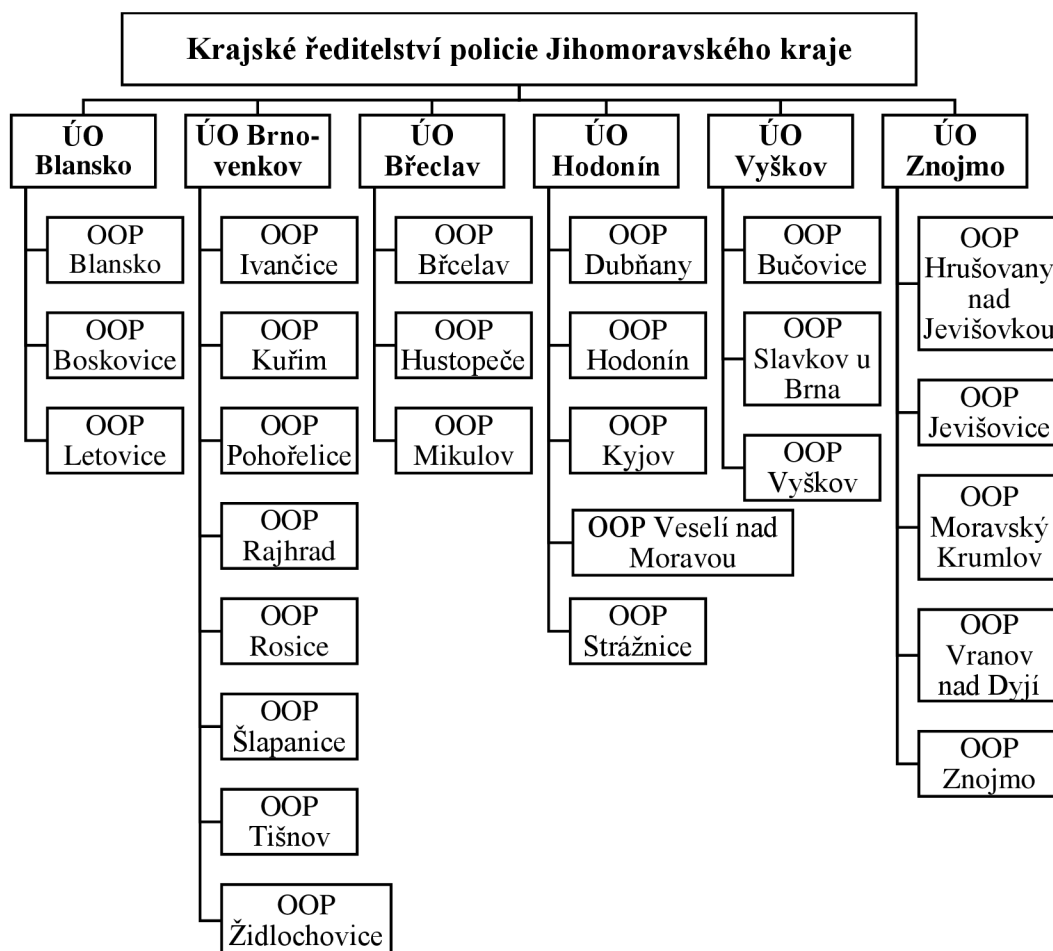 Krajské ředitelství policie Jihomoravského kraje
ÚO
Blansko
OOP
Blansko
OOP
Boskovice
OOP
Letovice
ÚO Brno-
venkov
OOP
Ivančice
OOP
Kuřim
OOP
Pohořelice
OOP
Rajhrad
OOP
Rosice
OOP
Šlapanice
OOP
Tišnov
OOP
Židlochovice
ÚO
Břeclav
OOP
Břcelav
OOP
Hustopeče
OOP
Mikulov
ÚO
Hodonín
OOP
Dubňany
OOP
Hodonín
OOP
Kyjov
OOP Veselí nad
Moravou
OOP
Strážnice
ÚO
Vyškov
OOP
Bučovice
OOP
Slavkov u
Brna
OOP
Vyškov
ÚO
Znojmo
OOP
Hrušovany
nad
Jevišovkou
OOP
Jevišovice
OOP
Moravský
Krumlov
OOP
Vranov
nad Dyjí
OOP
Znojmo